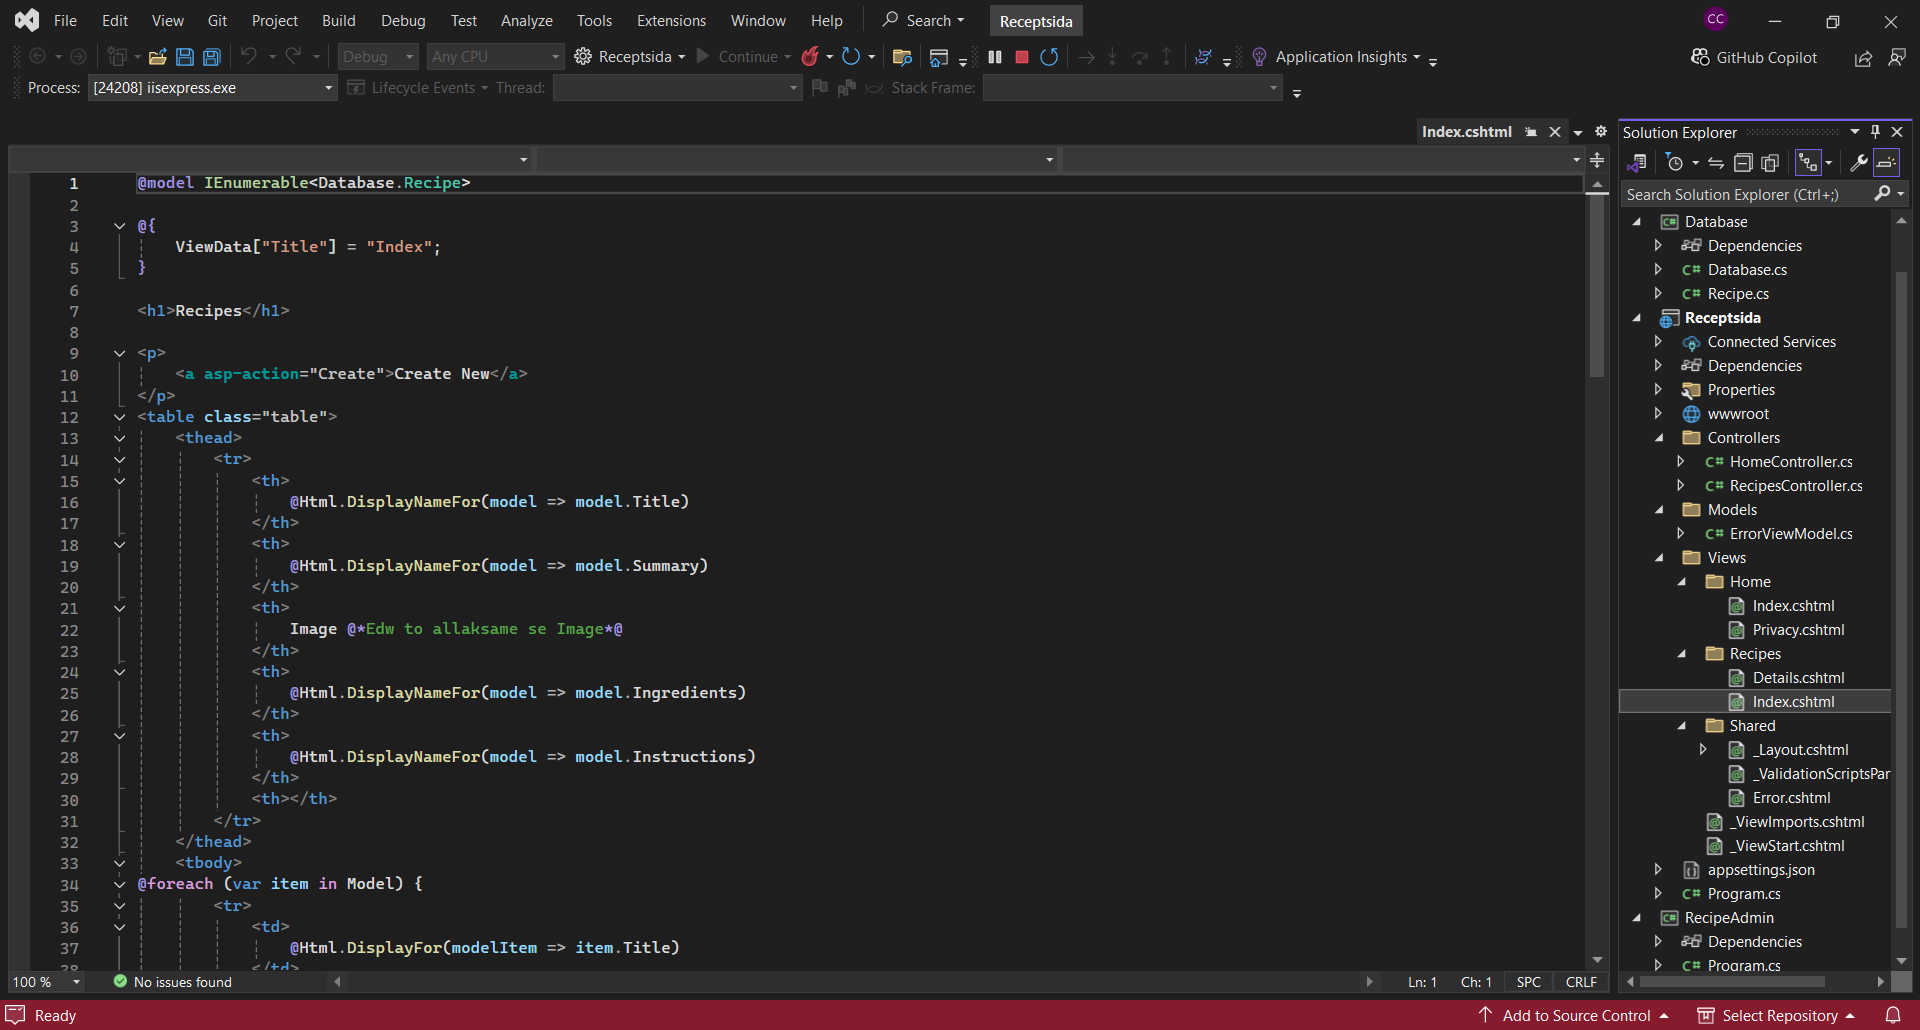 File Edit View Git Project Build Debug Test Analyze Tools Extensions Window Help Search Receptsida CC
Debug Any CPU Receptsida Continue Application Insights GitHub Copilot
Process: [24208] iisexpress.exe Lifecycle Events Thread: Stack Frame:
Index.cshtml
1 @model IEnumerable<Database.Recipe>
2
3 @{
4 ViewData["Title"] = "Index";
5 }
6
7 <h1>Recipes</h1>
8
9 <p>
10 <a asp-action="Create">Create New</a>
11 </p>
12 <table class="table">
13 <thead>
14 <tr>
15 <th>
16 @Html.DisplayNameFor(model => model.Title)
17 </th>
18 <th>
19 @Html.DisplayNameFor(model => model.Summary)
20 </th>
21 <th>
22 Image @*Edw to allaksame se Image*@
23 </th>
24 <th>
25 @Html.DisplayNameFor(model => model.Ingredients)
26 </th>
27 <th>
28 @Html.DisplayNameFor(model => model.Instructions)
29 </th>
30 <th></th>
31 </tr>
32 </thead>
33 <tbody>
34 @foreach (var item in Model) {
35 <tr>
36 <td>
37 @Html.DisplayFor(modelItem => item.Title)
38 </td>
100 % No issues found Ln: 1 Ch: 1 SPC CRLF
Solution Explorer
Search Solution Explorer (Ctrl+;)
C# Database
Dependencies
C# Database.cs
C# Recipe.cs
Receptsida
Connected Services
Dependencies
Properties
wwwroot
Controllers
C# HomeController.cs
C# RecipesController.cs
Models
C# ErrorViewModel.cs
Views
Home
Index.cshtml
Privacy.cshtml
Recipes
Details.cshtml
Index.cshtml
Shared
_Layout.cshtml
_ValidationScriptsPar
Error.cshtml
_ViewImports.cshtml
_ViewStart.cshtml
appsettings.json
C# Program.cs
C# RecipeAdmin
Dependencies
C# Program.cs
Ready Add to Source Control Select Repository